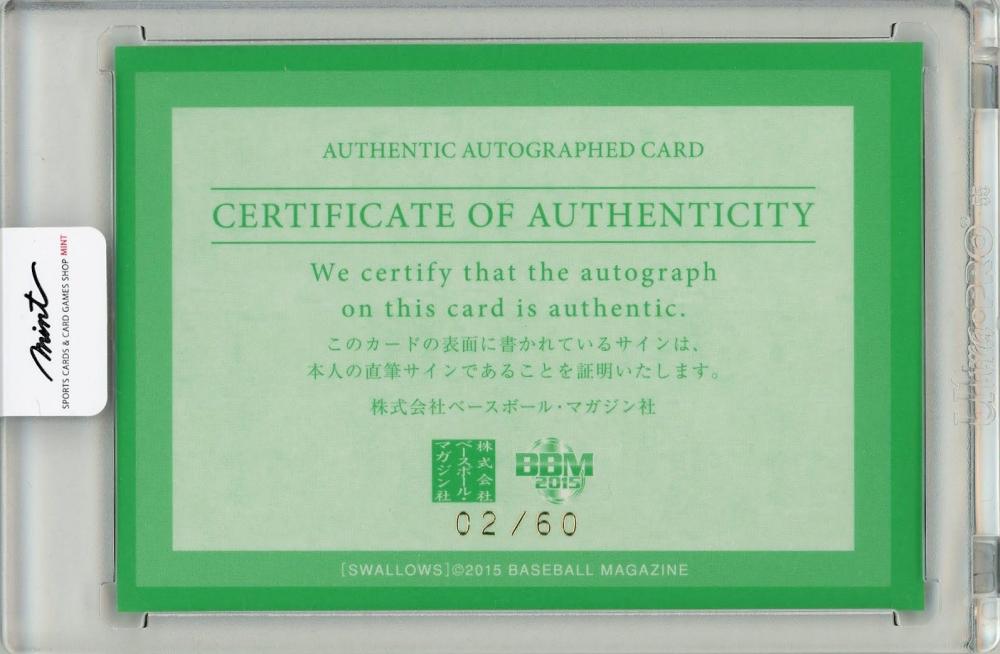 AUTHENTIC AUTOGRAPHED CARD
CERTIFICATE OF AUTHENTICITY
We certify that the autograph
on this card is authentic.
このカードの表面に書かれているサインは、
本人の直筆サインであることを証明いたします。
株式会社ベースボール・マガジン社
株式会社
ベースボール・
マガジン社
BBM
2015
02/60
[SWALLOWS]©2015 BASEBALL MAGAZINE
mint
SPORTS CARDS & CARD GAMES SHOP MINT
Ultra PRO®